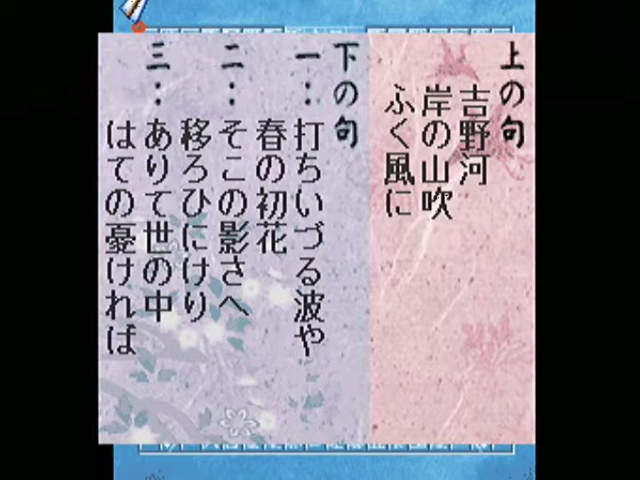 上の句
吉野河
岸の山吹
ふく風に
下の句
一：打ちいづる波や
春の初花
二：そこの影さへ
移ろひにけり
三：ありて世の中
はての憂ければ